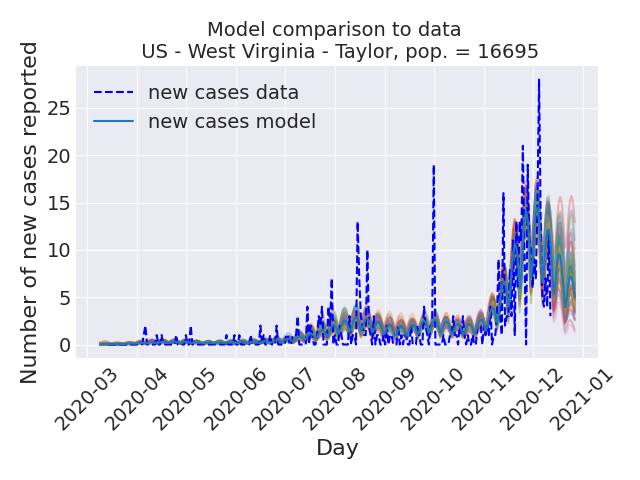 Model comparison to data
US - West Virginia - Taylor, pop. = 16695
Number of new cases reported
25
20
15
10
5
0
new cases data
new cases model
2020-03
2020-04
2020-05
2020-06
2020-07
2020-08
2020-09
2020-10
2020-11
2020-12
2021-01
Day